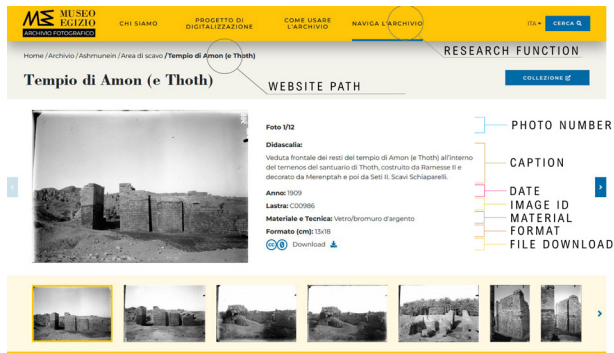 MUSEO
EGIZIO
ARCHIVIO FOTOGRAFICO
CHI SIAMO
PROGETTO DI
DIGITALIZZAZIONE
COME USARE
L'ARCHIVIO
NAVIGA L'ARCHIVIO
ITA
CERCA
RESEARCH FUNCTION
Home / Archivio / Ashmunein / Area di scavo / Tempio di Amon (e Thoth)
Tempio di Amon (e Thoth)
WEBSITE PATH
COLLEZIONE
Foto 1/12
PHOTO NUMBER
Didascalia:
Veduta frontale dei resti del tempio di Amon (e Thoth) all'interno
del temenos del santuario di Thoth, costruito da Ramesse II e
decorato da Merenptah e poi da Seti II. Scavi Schiaparelli.
CAPTION
Anno: 1909
DATE
Lastra: C00986
IMAGE ID
Materiale e Tecnica: Vetro/bromuro d'argento
MATERIAL
Formato (cm): 13x18
FORMAT
cc Download
FILE DOWNLOAD